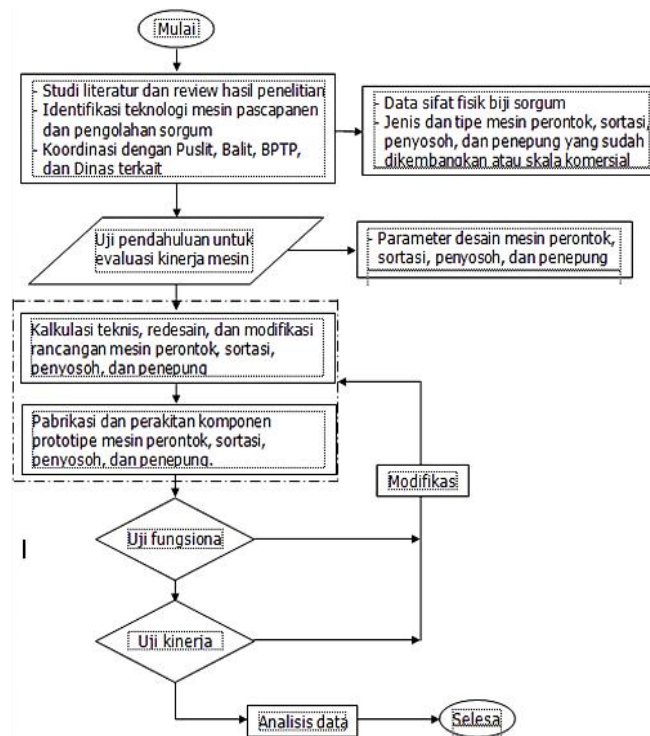 Mulai
- Studi literatur dan review hasil penelitian
- Identifikasi teknologi mesin pascapanen
dan pengolahan sorgum
- Koordinasi dengan Puslit, Balit, BPTP,
dan Dinas terkait
- Data sifat fisik biji sorgum
- Jenis dan tipe mesin perontok, sortasi,
penyosoh, dan penepung yang sudah
dikembangkan atau skala komersial
Uji pendahuluan untuk
evaluasi kinerja mesin
- Parameter desain mesin perontok,
sortasi, penyosoh, dan penepung
Kalkulasi teknis, redesain, dan modifikasi
rancangan mesin perontok, sortasi,
penyosoh, dan penepung
Pabrikasi dan perakitan komponen
prototipe mesin perontok, sortasi,
penyosoh, dan penepung.
Modifikas
Uji fungsiona
Uji kinerja
Analisis data
Selesa